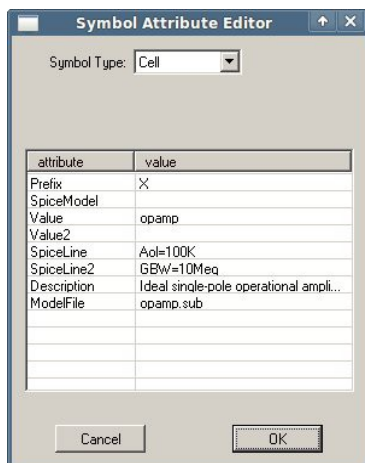 Symbol Attribute Editor
Symbol Type: Cell
attribute value
Prefix X
SpiceModel
Value opamp
Value2
SpiceLine Aol=100K
SpiceLine2 GBW=10Meg
Description Ideal single-pole operational ampli...
ModelFile opamp.sub
Cancel OK